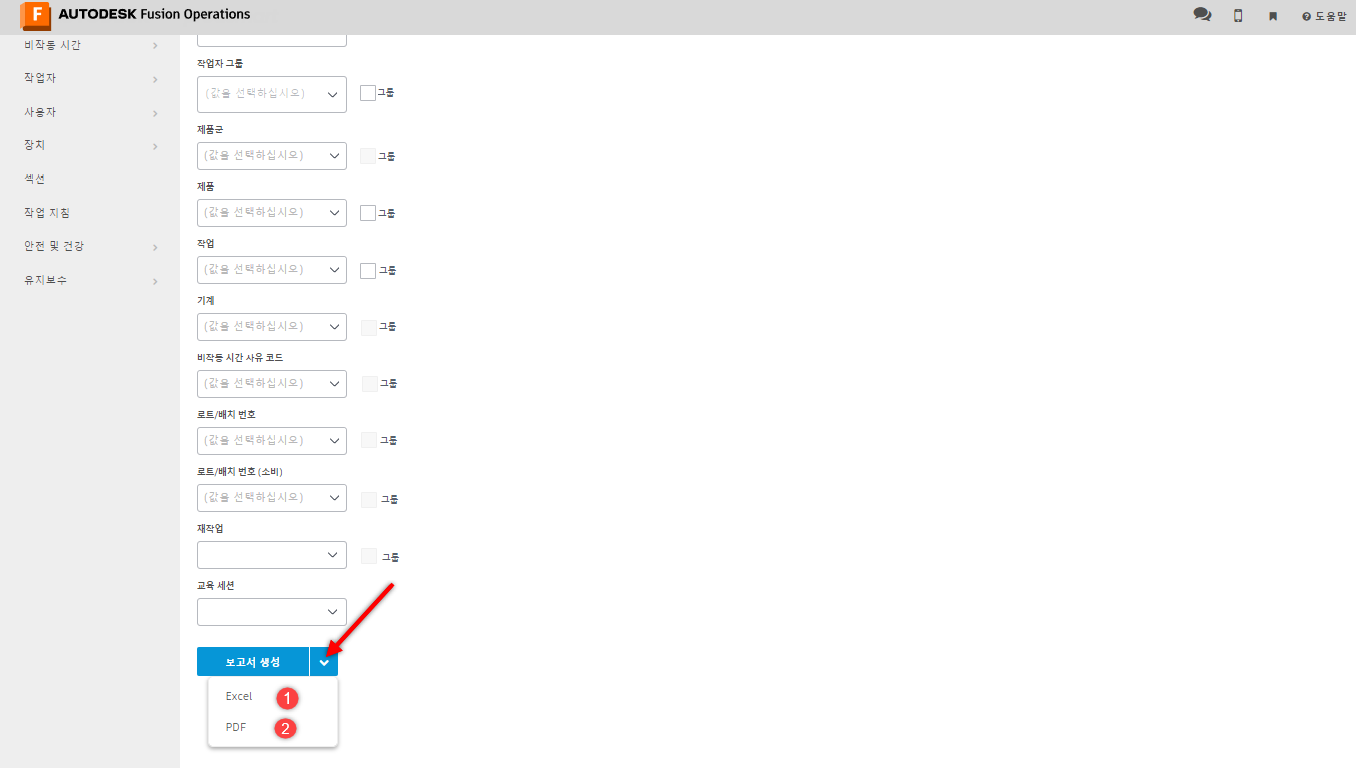 F AUTODESK Fusion Operations
도움말
비작동 시간
작업자
사용자
장치
섹션
작업 지침
안전 및 건강
유지보수
작업자 그룹
(값을 선택하십시오)
그룹
제품군
(값을 선택하십시오)
그룹
제품
(값을 선택하십시오)
그룹
작업
(값을 선택하십시오)
그룹
기계
(값을 선택하십시오)
그룹
비작동 시간 사유 코드
(값을 선택하십시오)
그룹
로트/배치 번호
(값을 선택하십시오)
그룹
로트/배치 번호 (소비)
(값을 선택하십시오)
그룹
재작업
그룹
교육 세션
보고서 생성
Excel 1
PDF 2